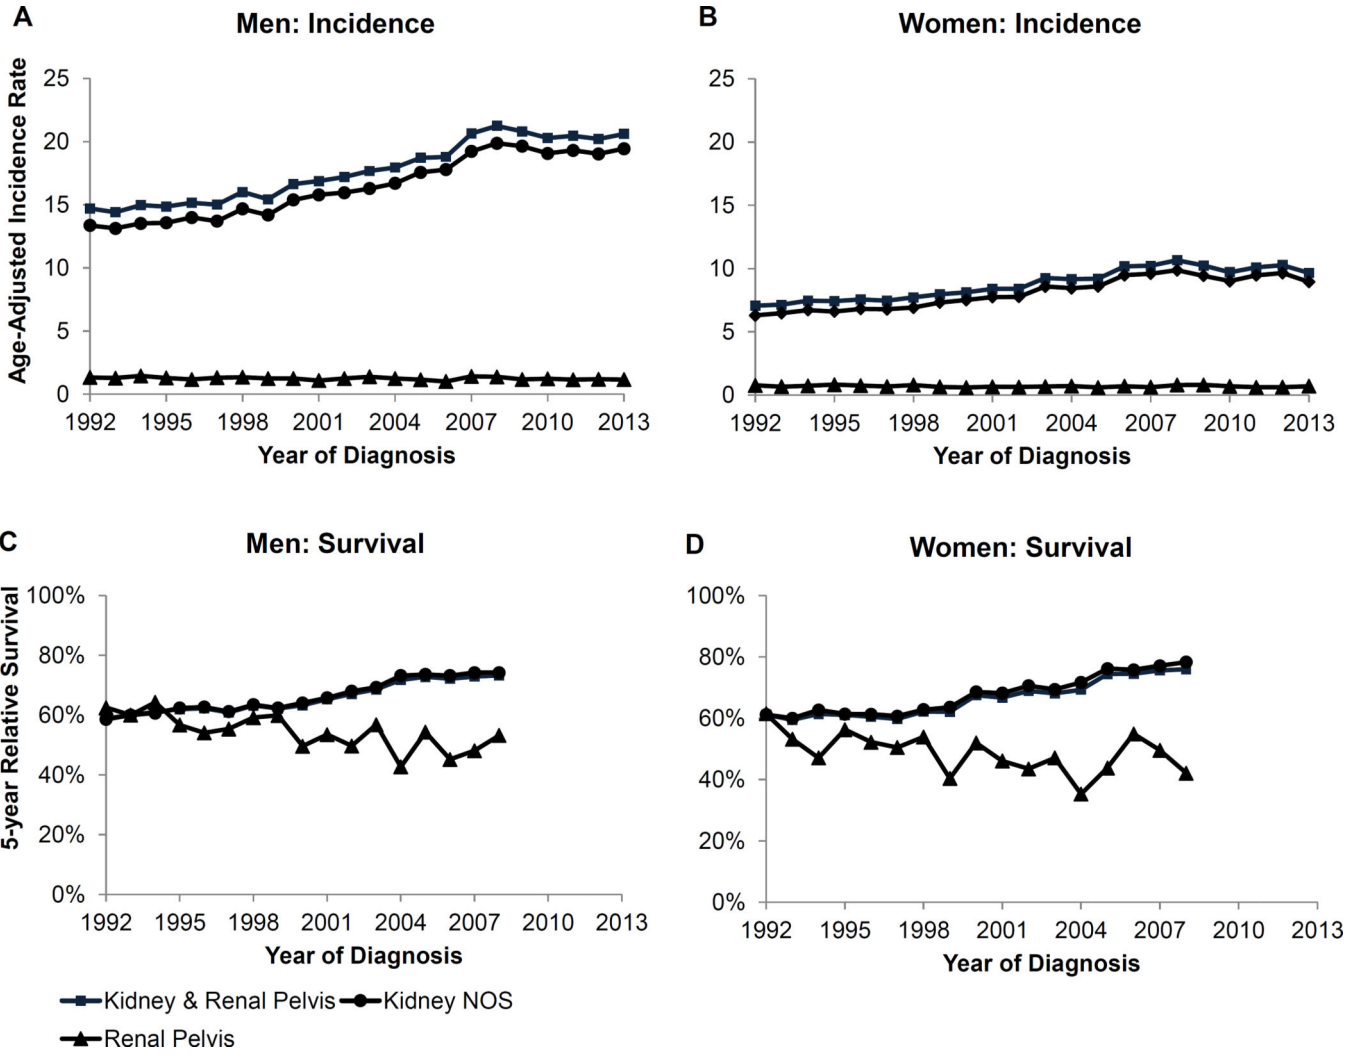 A
Men: Incidence
Age-Adjusted Incidence Rate
25
20
15
10
5
0
1992 1995 1998 2001 2004 2007 2010 2013
Year of Diagnosis
B
Women: Incidence
25
20
15
10
5
0
1992 1995 1998 2001 2004 2007 2010 2013
Year of Diagnosis
C
Men: Survival
5-year Relative Survival
100%
80%
60%
40%
20%
0%
1992 1995 1998 2001 2004 2007 2010 2013
Year of Diagnosis
D
Women: Survival
100%
80%
60%
40%
20%
0%
1992 1995 1998 2001 2004 2007 2010 2013
Year of Diagnosis
Kidney & Renal Pelvis Kidney NOS
Renal Pelvis